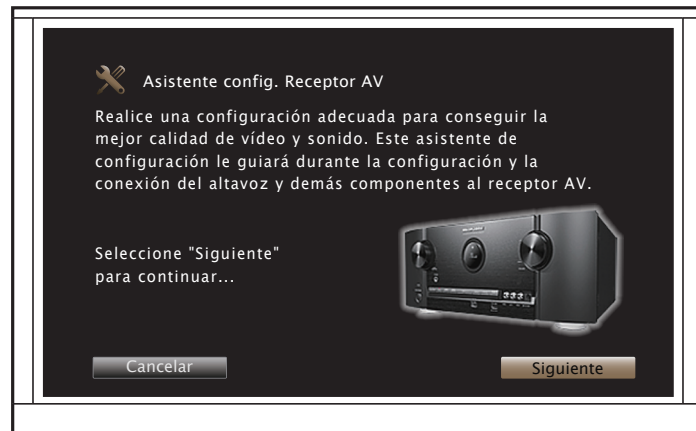 Asistente config. Receptor AV
Realice una configuración adecuada para conseguir la
mejor calidad de vídeo y sonido. Este asistente de
configuración le guiará durante la configuración y la
conexión del altavoz y demás componentes al receptor AV.
Seleccione "Siguiente"
para continuar...
Cancelar
Siguiente